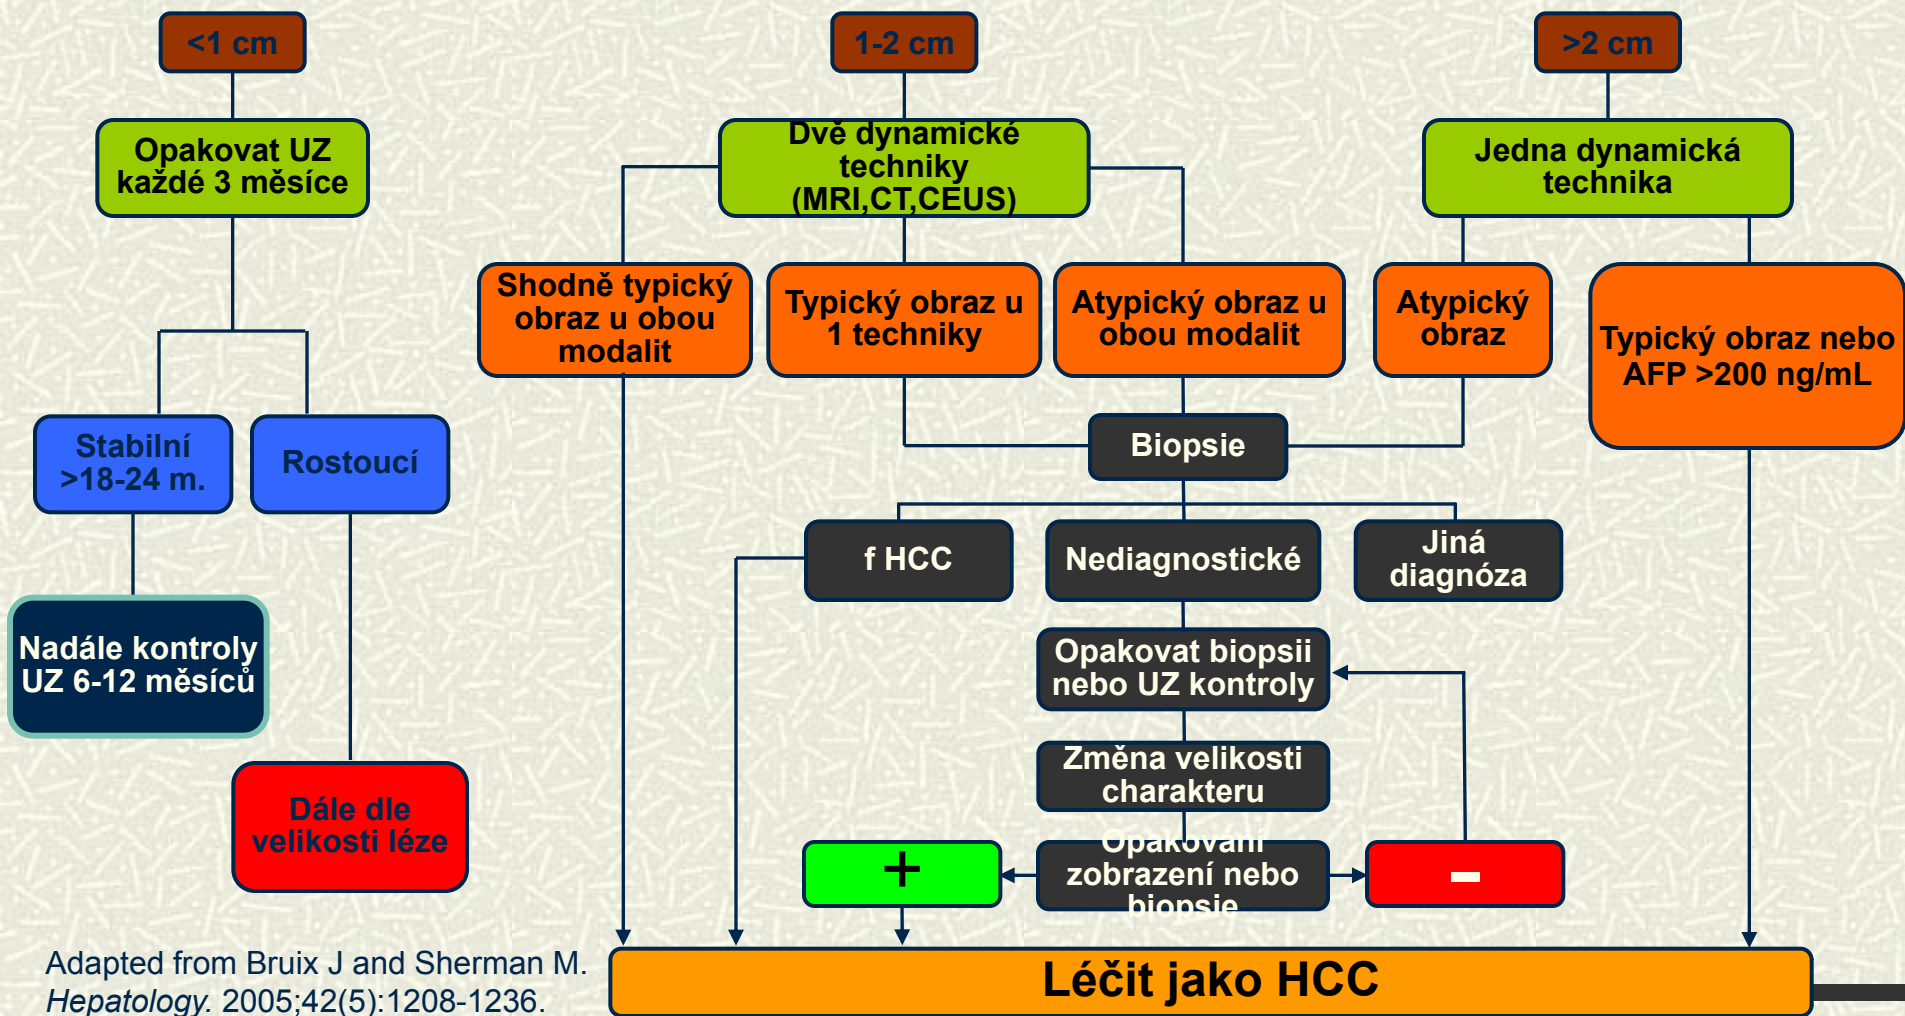 <1 cm
1-2 cm
>2 cm
Opakovat UZ
každé 3 měsíce
Dvě dynamické
techniky
(MRI,CT,CEUS)
Jedna dynamická
technika
Shodně typický
obraz u obou
modalit
Typický obraz u
1 techniky
Atypický obraz u
obou modalit
Atypický
obraz
Typický obraz nebo
AFP >200 ng/mL
Stabilní
>18-24 m.
Rostoucí
Biopsie
f HCC
Nediagnostické
Jiná
diagnóza
Nadále kontroly
UZ 6-12 měsíců
Opakovat biopsii
nebo UZ kontroly
Změna velikosti
charakteru
Dále dle
velikosti léze
+
Opakování
zobrazení nebo
biopsie
-
Léčit jako HCC
Adapted from Bruix J and Sherman M.
Hepatology. 2005;42(5):1208-1236.